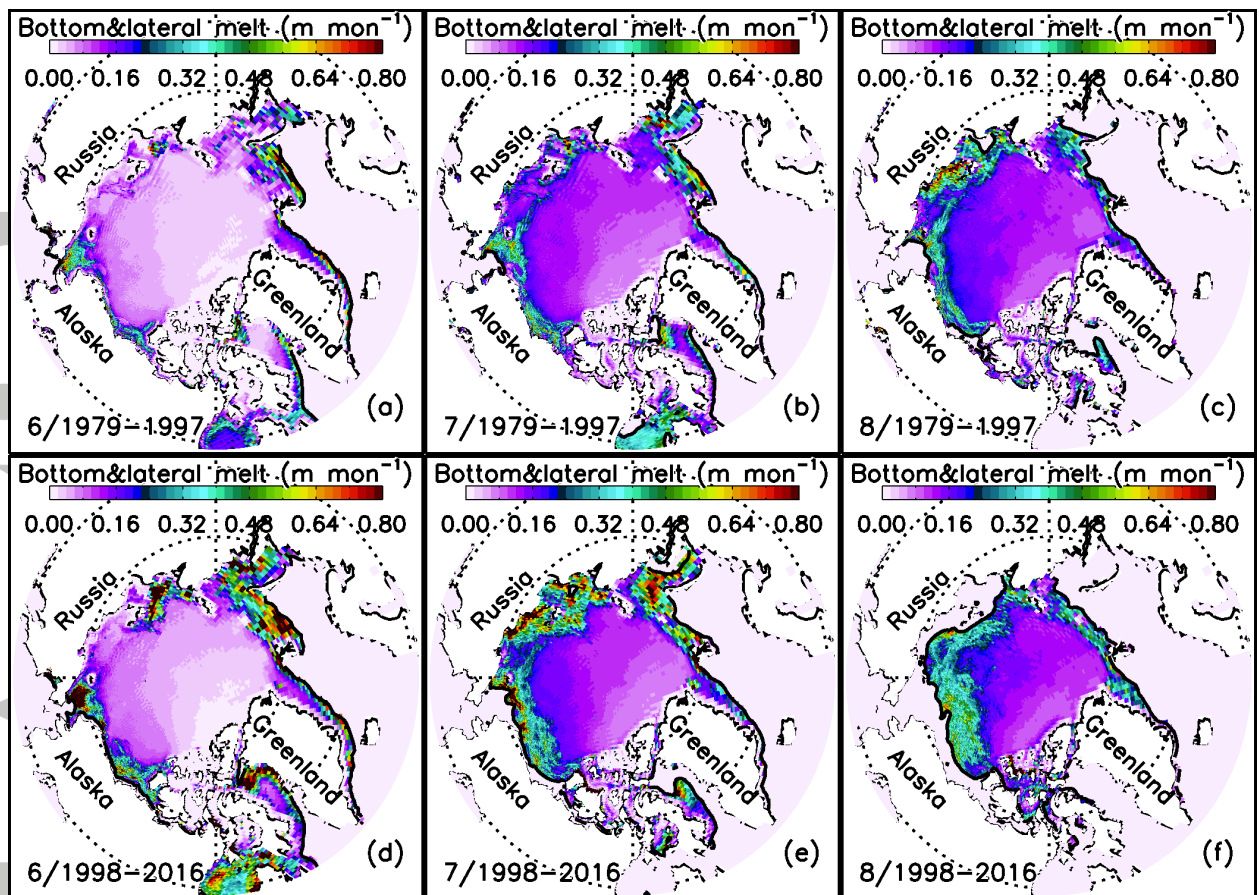 Bottom&lateral melt (m mon⁻¹)
0.00 0.16 0.32 0.48 0.64 0.80
Russia
Alaska
Greenland
6/1979-1997
(a)
Bottom&lateral melt (m mon⁻¹)
0.00 0.16 0.32 0.48 0.64 0.80
Russia
Alaska
Greenland
7/1979-1997
(b)
Bottom&lateral melt (m mon⁻¹)
0.00 0.16 0.32 0.48 0.64 0.80
Russia
Alaska
Greenland
8/1979-1997
(c)
Bottom&lateral melt (m mon⁻¹)
0.00 0.16 0.32 0.48 0.64 0.80
Russia
Alaska
Greenland
6/1998-2016
(d)
Bottom&lateral melt (m mon⁻¹)
0.00 0.16 0.32 0.48 0.64 0.80
Russia
Alaska
Greenland
7/1998-2016
(e)
Bottom&lateral melt (m mon⁻¹)
0.00 0.16 0.32 0.48 0.64 0.80
Russia
Alaska
Greenland
8/1998-2016
(f)